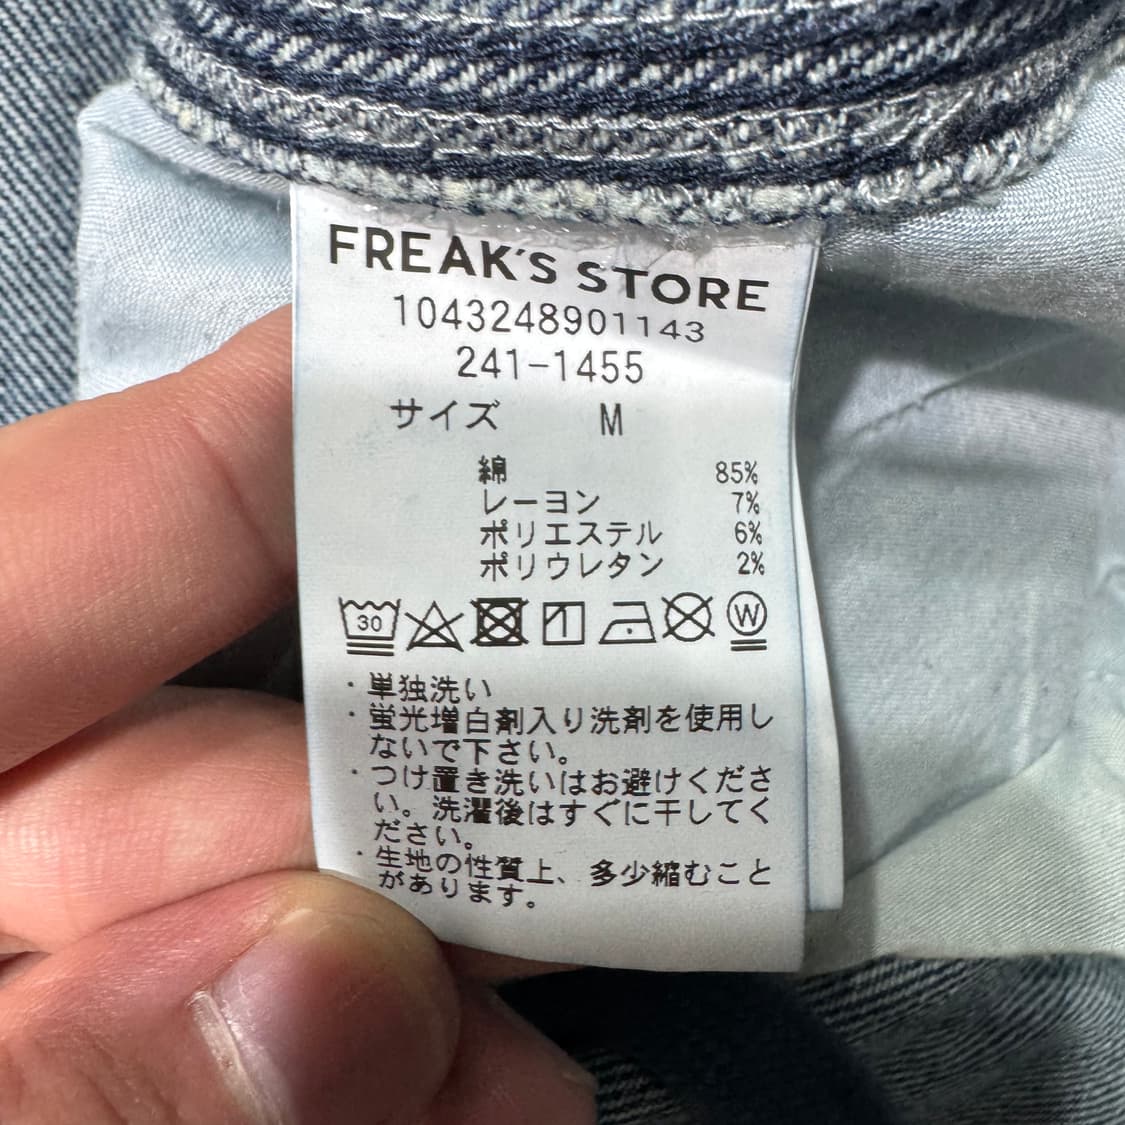 FREAK'S STORE
1043248901143
241-1455
サイズ M
綿 85%
レーヨン 7%
ポリエステル 6%
ポリウレタン 2%
30 W
・単独洗い
・蛍光増白剤入り洗剤を使用し
ないで下さい。
・つけ置き洗いはお避けくださ
い。洗濯後はすぐに干してく
ださい。
・生地の性質上、多少縮むこと
があります。